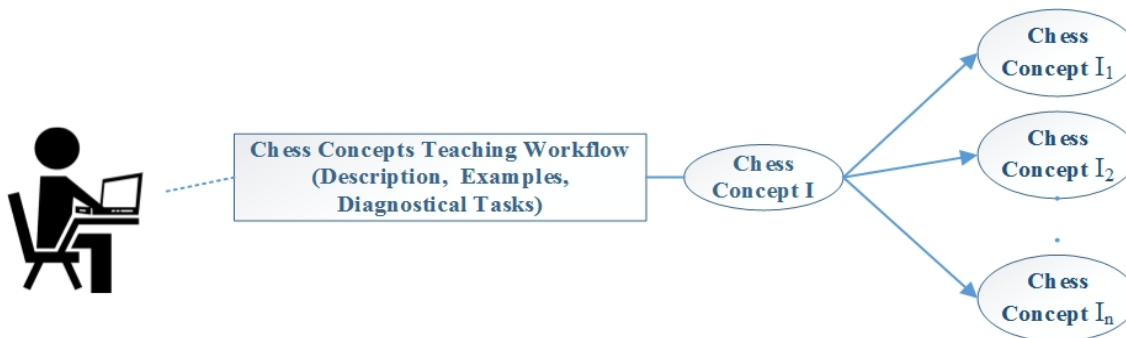 Chess Concepts Teaching Workflow
(Description, Examples,
Diagnostical Tasks)
Chess
Concept I
Chess
Concept I₁
Chess
Concept I₂
Chess
Concept Iₙ